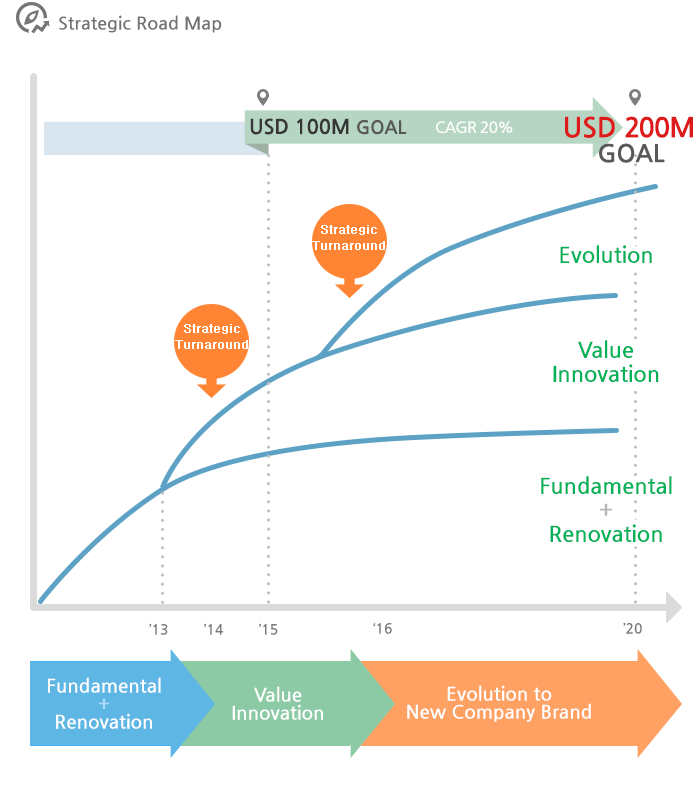 Strategic Road Map
USD 100M GOAL CAGR 20% USD 200M
GOAL
Strategic
Turnaround
Evolution
Strategic
Turnaround
Value
Innovation
Fundamental
+
Renovation
'13 '14 '15 '16 '20
Fundamental
+
Renovation
Value
Innovation
Evolution to
New Company Brand